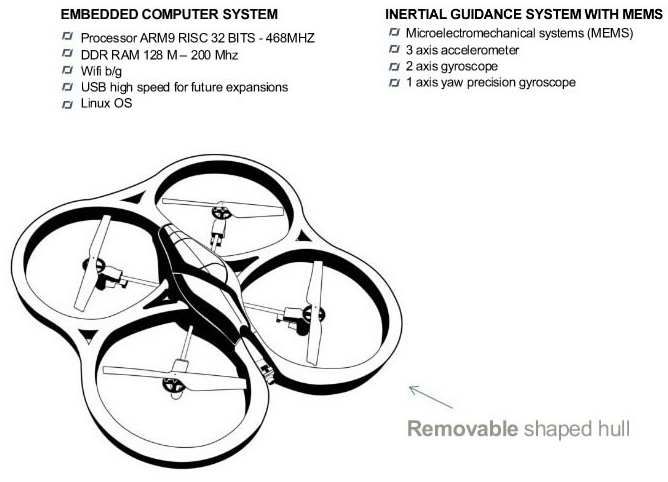 EMBEDDED COMPUTER SYSTEM
Processor ARM9 RISC 32 BITS - 468MHZ
DDR RAM 128 M – 200 Mhz
Wifi b/g
USB high speed for future expansions
Linux OS
INERTIAL GUIDANCE SYSTEM WITH MEMS
Microelectromechanical systems (MEMS)
3 axis accelerometer
2 axis gyroscope
1 axis yaw precision gyroscope
Removable shaped hull